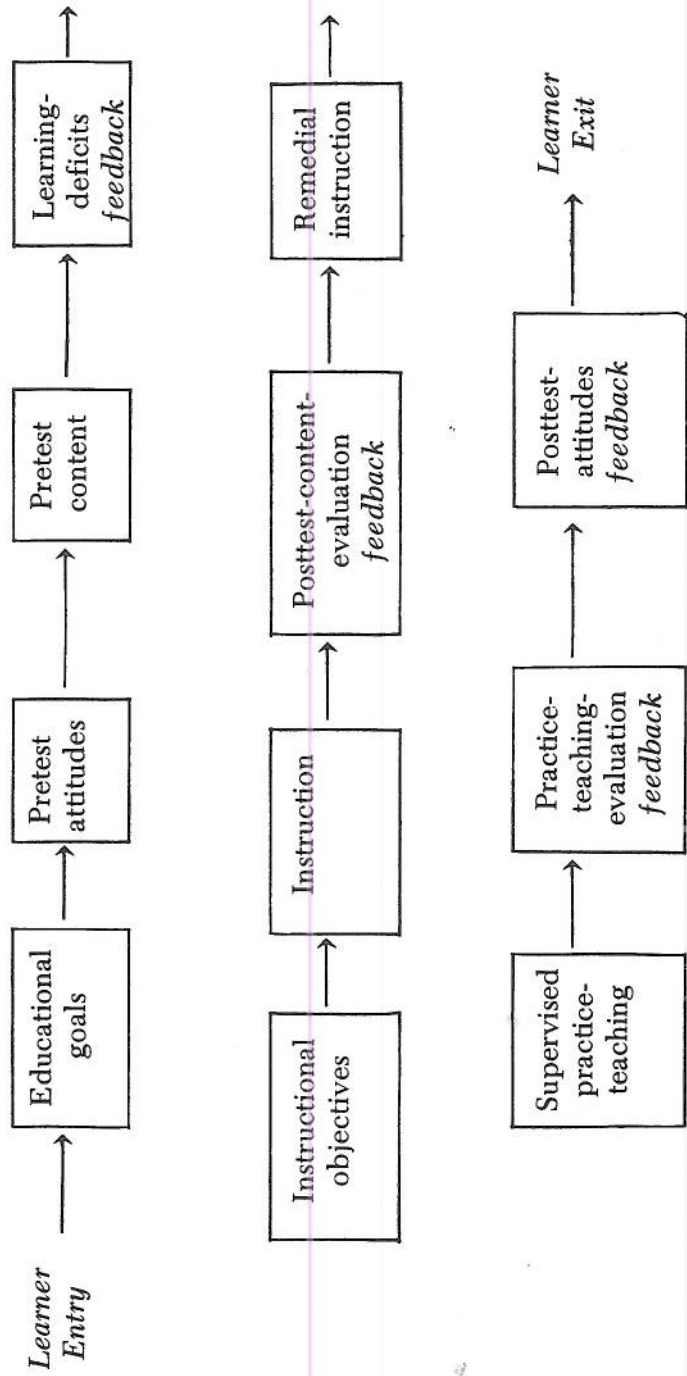 Learner
Entry
Educational
goals
Pretest
attitudes
Pretest
content
Learning-
deficits
feedback
Instructional
objectives
Instruction
Posttest-content-
evaluation
feedback
Remedial
instruction
Supervised
practice-
teaching
Practice-
teaching-
evaluation
feedback
Posttest-
attitudes
feedback
Learner
Exit